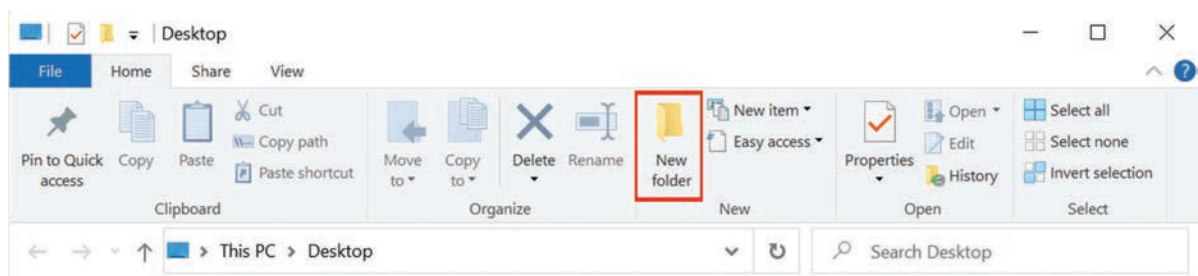 Desktop
File Home Share View
Pin to Quick access
Copy
Paste
Cut
Copy path
Paste shortcut
Clipboard
Move to
Copy to
Delete
Rename
Organize
New folder
New item
Easy access
New
Properties
Open
Edit
History
Open
Select all
Select none
Invert selection
Select
This PC > Desktop
Search Desktop